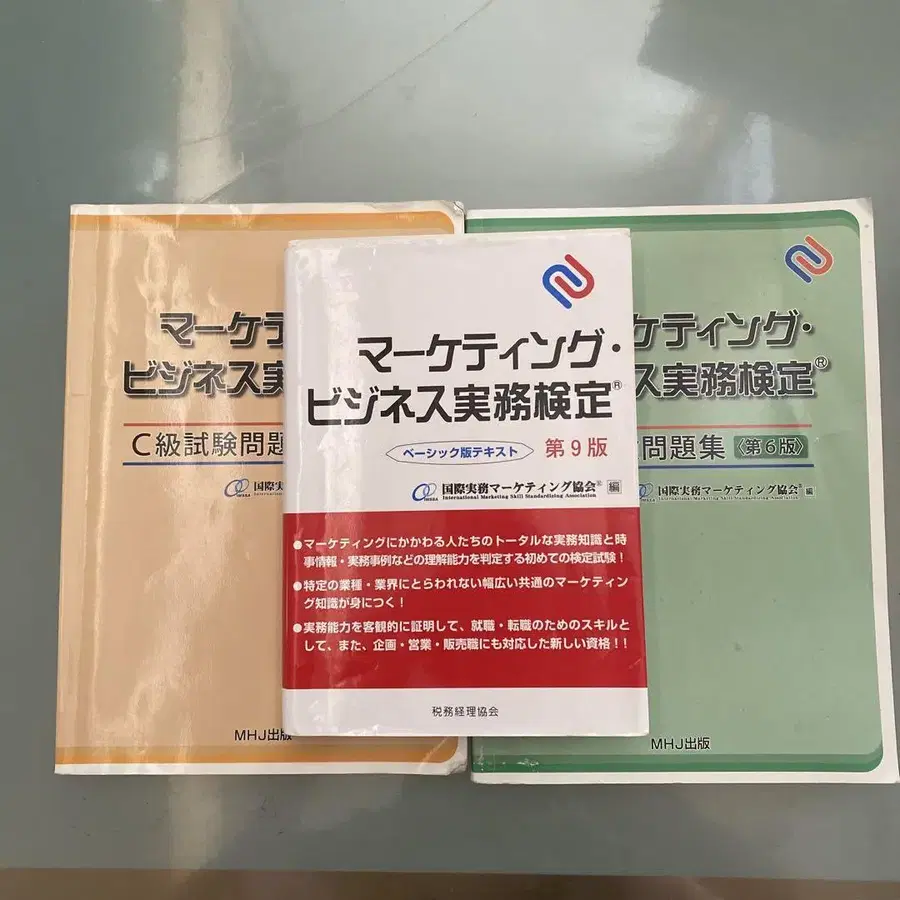 マーケテ
ビジネス実
C級試験問題
国際実
MHJ出版
マーケティング・
ビジネス実務検定®
ベーシック版テキスト 第9版
国際実務マーケティング協会® 編
International Marketing Skill Standardizing Association
●マーケティングにかかわる人たちのトータルな実務知識と時
事情報・実務事例などの理解能力を判定する初めての検定試験！
●特定の業種・業界にとらわれない幅広い共通のマーケティン
グ知識が身につく！
●実務能力を客観的に証明して、就職・転職のためのスキルと
して、また、企画・営業・販売職にも対応した新しい資格！！
税務経理協会
ケティング・
ス実務検定®
問題集〈第6版〉
国際実務マーケティング協会® 編
International Marketing Skill Standardizing Association
MHJ出版